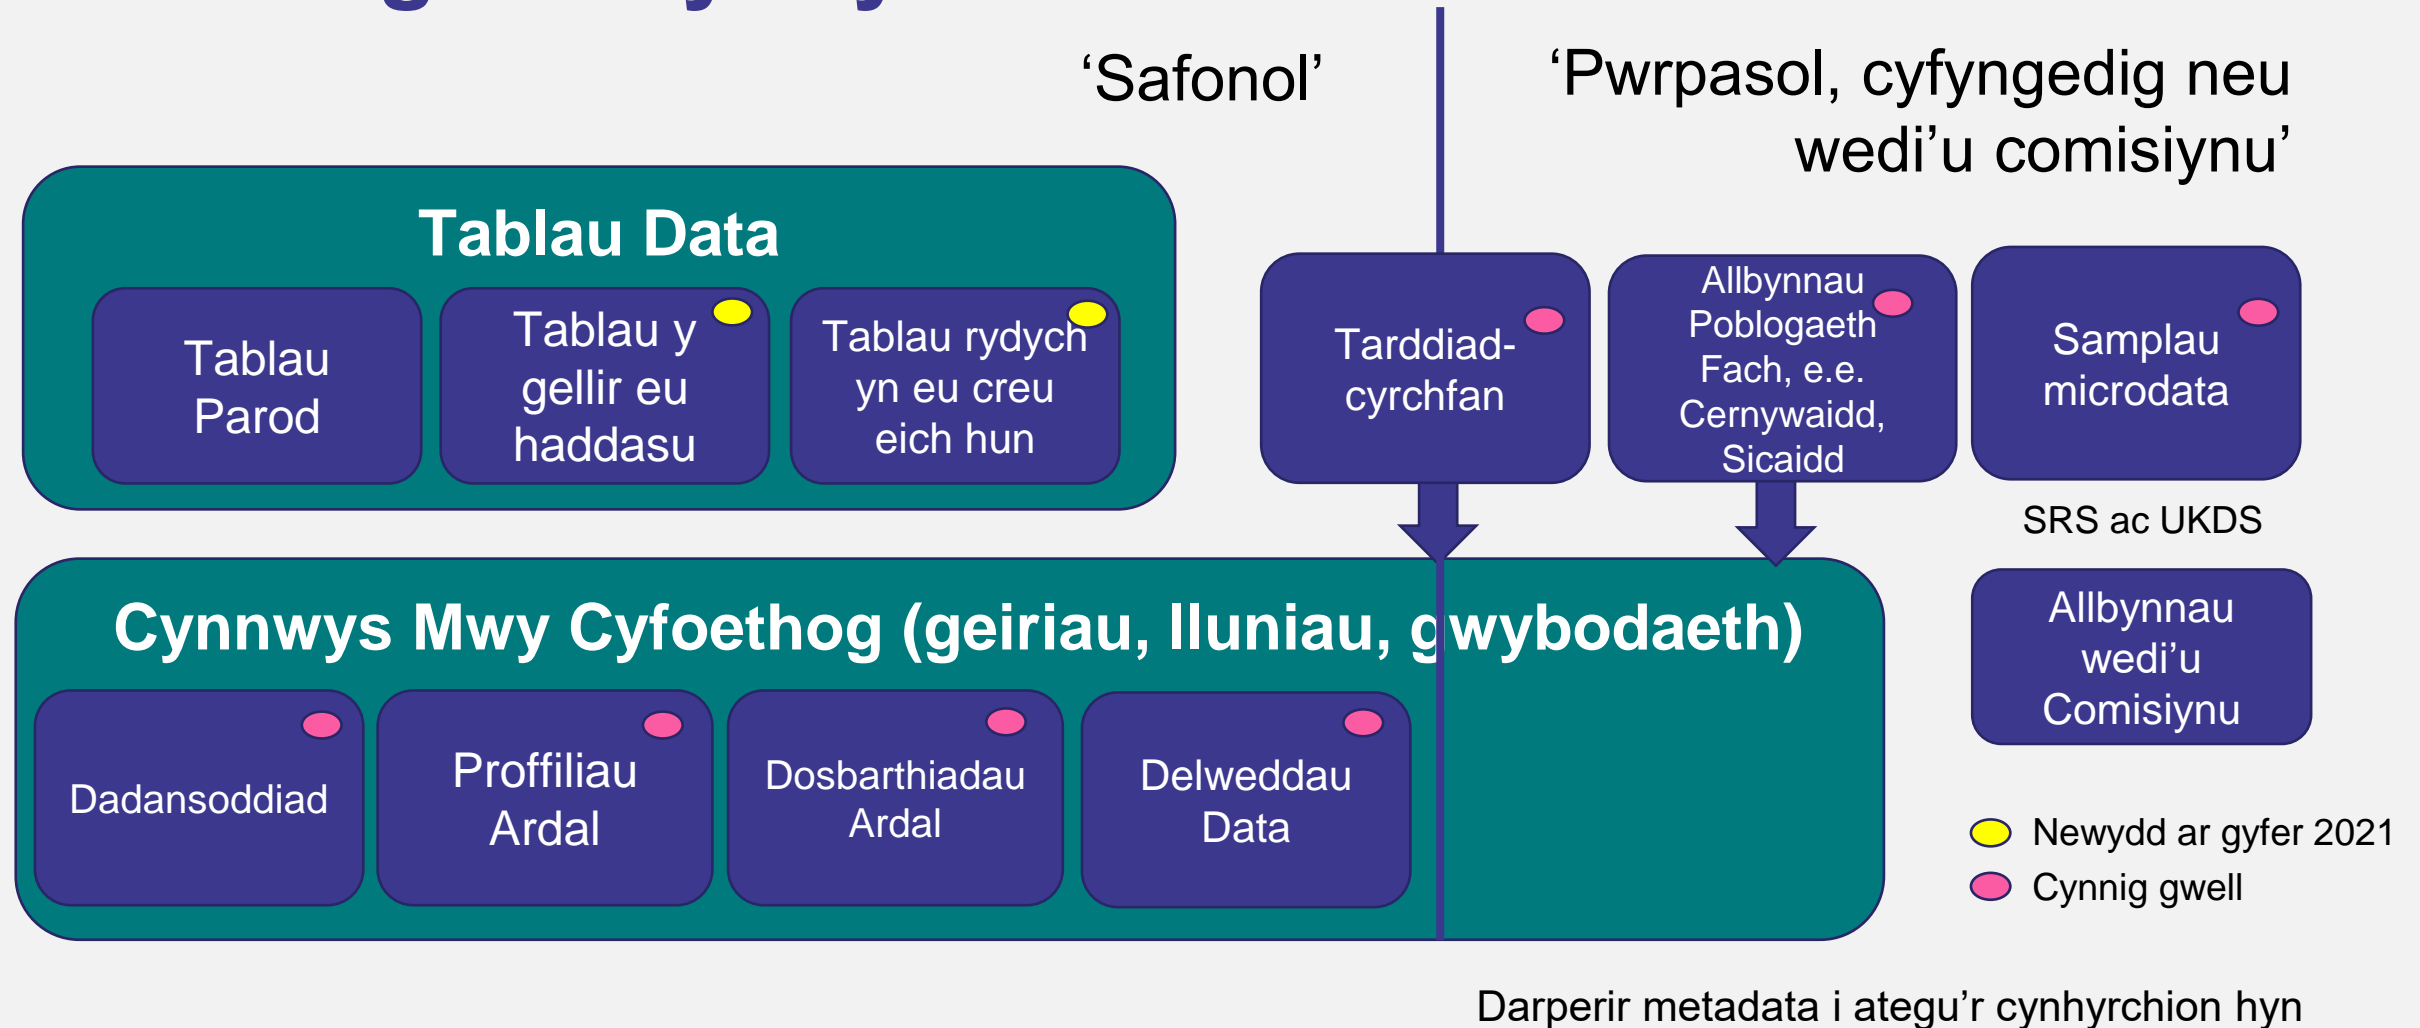 ‘Safonol’
‘Pwrpasol, cyfyngedig neu
wedi’u comisiynu’
Tablau Data
Tablau
Parod
Tablau y
gellir eu
haddasu
Tablau rydych
yn eu creu
eich hun
Tarddiad-
cyrchfan
Allbynnau
Poblogaeth
Fach, e.e.
Cernywaidd,
Sicaidd
Samplau
microdata
SRS ac UKDS
Cynnwys Mwy Cyfoethog (geiriau, lluniau, gwybodaeth)
Dadansoddiad
Proffiliau
Ardal
Dosbarthiadau
Ardal
Delweddau
Data
Allbynnau
wedi’u
Comisiynu
Newydd ar gyfer 2021
Cynnig gwell
Darperir metadata i ategu’r cynhyrchion hyn